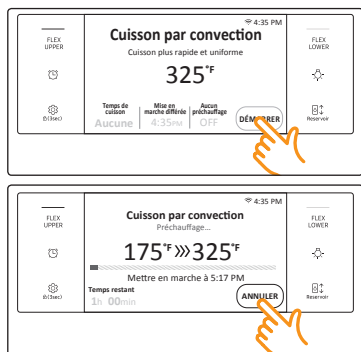 4:35 PM
Cuisson par convection
Cuisson plus rapide et uniforme
325°F
FLEX
UPPER
FLEX
LOWER
Temps de cuisson
Aucune
Mise en marche différée
4:35PM
Aucun préchauffage
OFF
DÉMARRER
(3sec)
Reservoir
4:35 PM
Cuisson par convection
Préchauffage...
175°F»»325°F
FLEX
UPPER
FLEX
LOWER
Mettre en marche à 5:17 PM
Temps restant
1h 00min
ANNULER
(3sec)
Reservoir